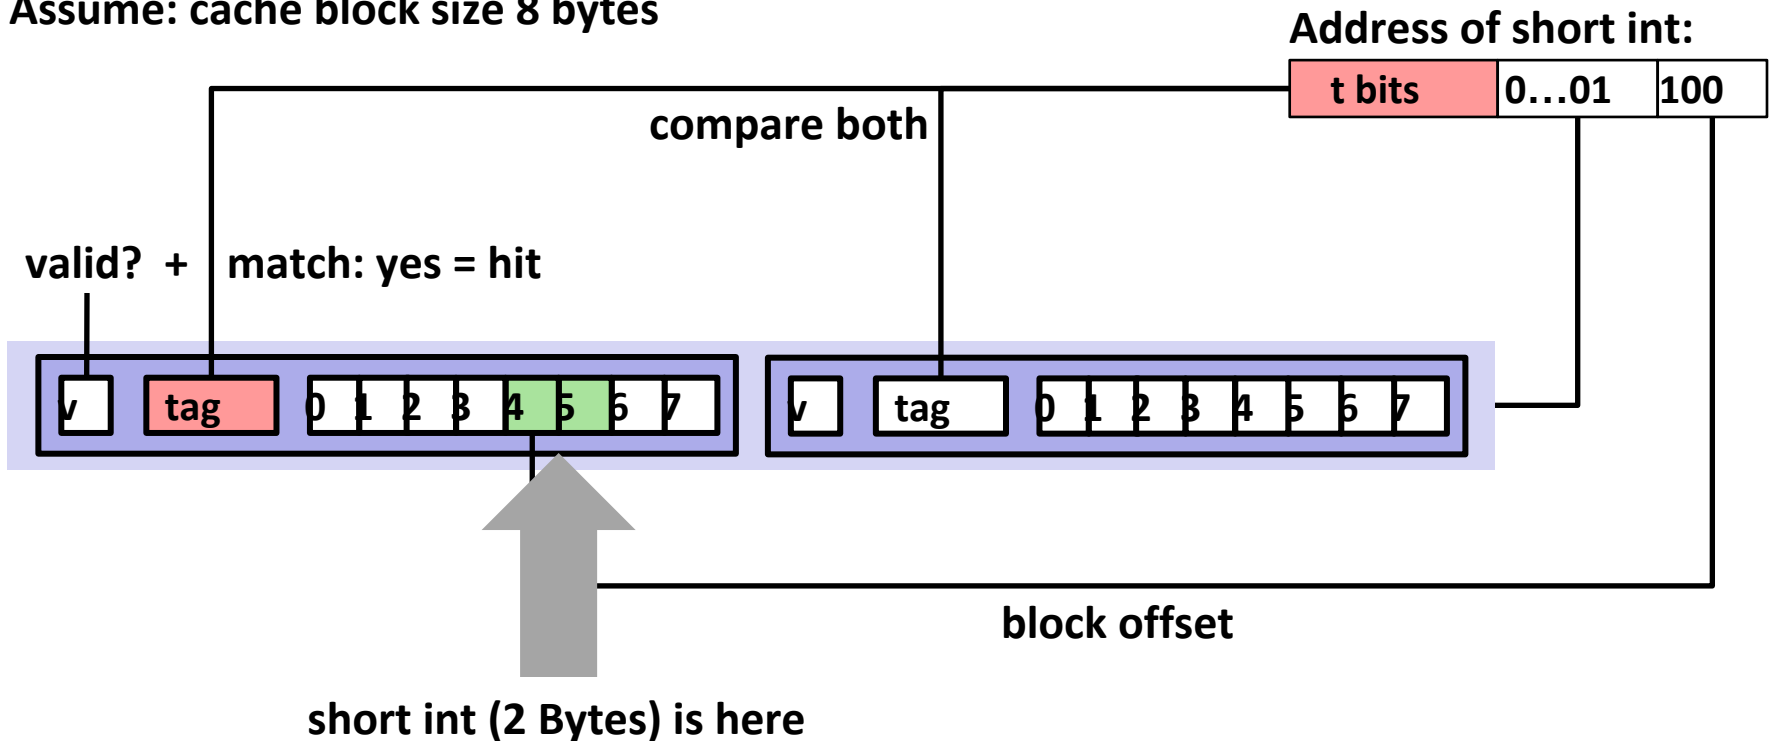 Assume: cache block size 8 bytes
Address of short int:
t bits 0...01 100
compare both
valid? + match: yes = hit
v tag 0 1 2 3 4 5 6 7 v tag 0 1 2 3 4 5 6 7
block offset
short int (2 Bytes) is here